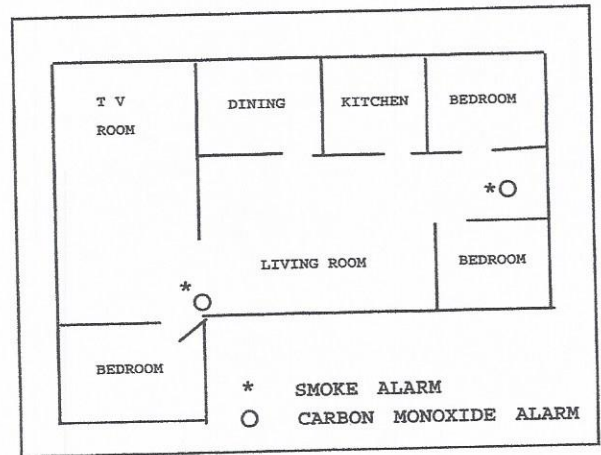 T V
ROOM
DINING
KITCHEN
BEDROOM
*
LIVING ROOM
BEDROOM
*
BEDROOM
* SMOKE ALARM
O CARBON MONOXIDE ALARM